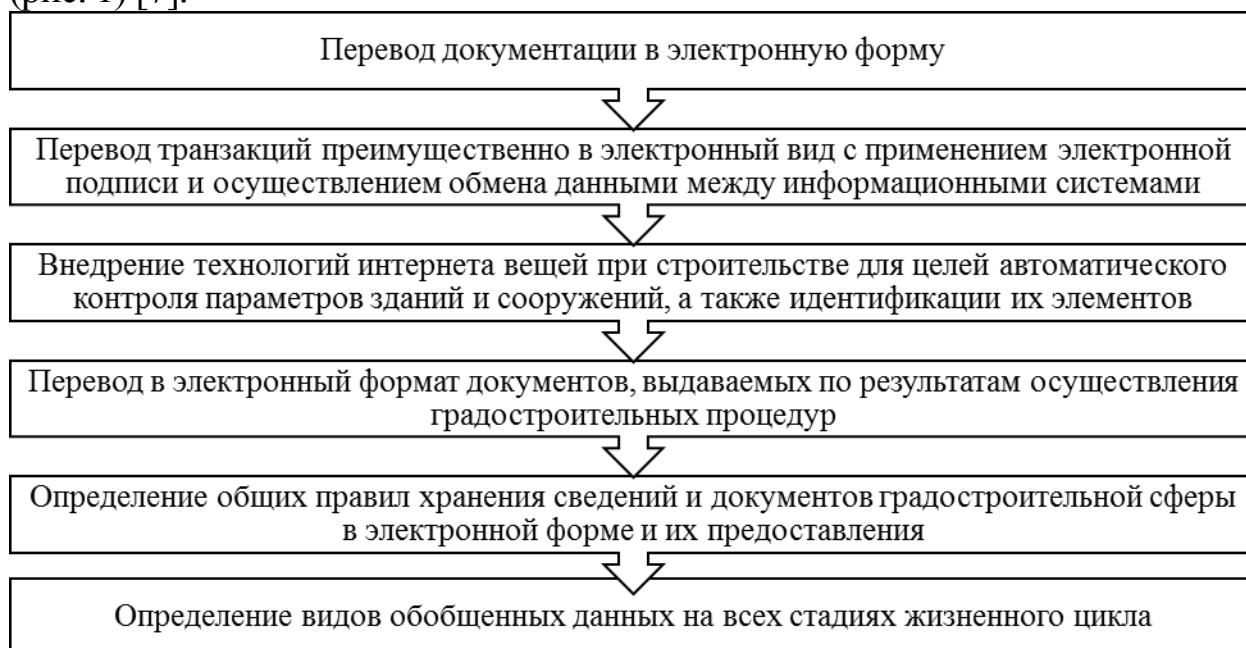 (рис. 1) [7].
Перевод документации в электронную форму
Перевод транзакций преимущественно в электронный вид с применением электронной
подписи и осуществлением обмена данными между информационными системами
Внедрение технологий интернета вещей при строительстве для целей автоматического
контроля параметров зданий и сооружений, а также идентификации их элементов
Перевод в электронный формат документов, выдаваемых по результатам осуществления
градостроительных процедур
Определение общих правил хранения сведений и документов градостроительной сферы
в электронной форме и их предоставления
Определение видов обобщенных данных на всех стадиях жизненного цикла